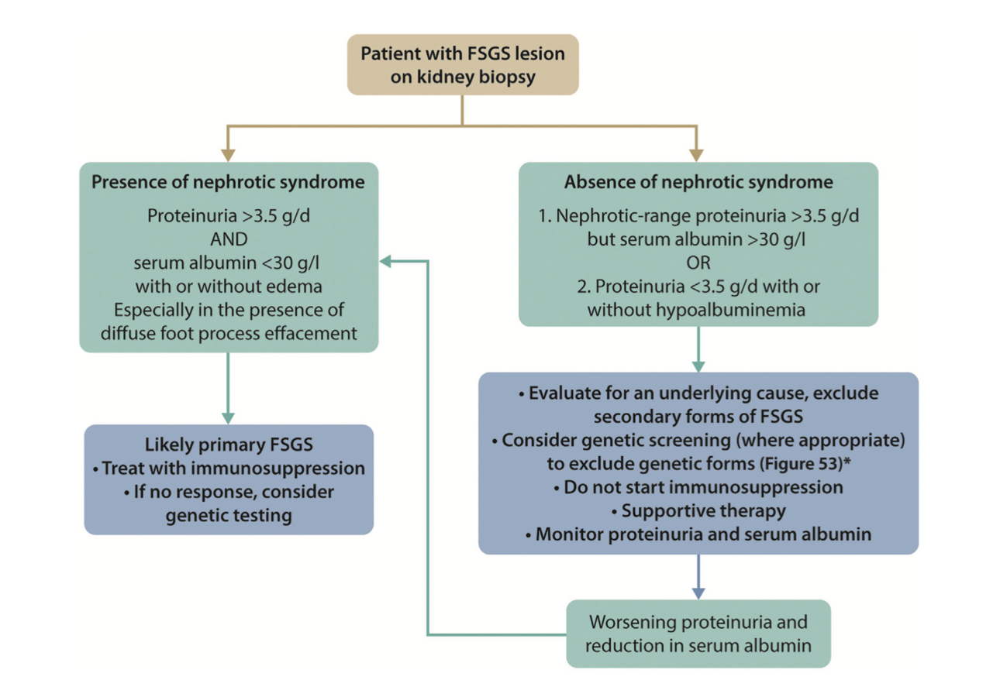 Patient with FSGS lesion
on kidney biopsy
Presence of nephrotic syndrome
Proteinuria >3.5 g/d
AND
serum albumin <30 g/l
with or without edema
Especially in the presence of
diffuse foot process effacement
Absence of nephrotic syndrome
1. Nephrotic-range proteinuria >3.5 g/d
but serum albumin >30 g/l
OR
2. Proteinuria <3.5 g/d with or
without hypoalbuminemia
Likely primary FSGS
• Treat with immunosuppression
• If no response, consider
genetic testing
• Evaluate for an underlying cause, exclude
secondary forms of FSGS
• Consider genetic screening (where appropriate)
to exclude genetic forms (Figure 53)*
• Do not start immunosuppression
• Supportive therapy
• Monitor proteinuria and serum albumin
Worsening proteinuria and
reduction in serum albumin